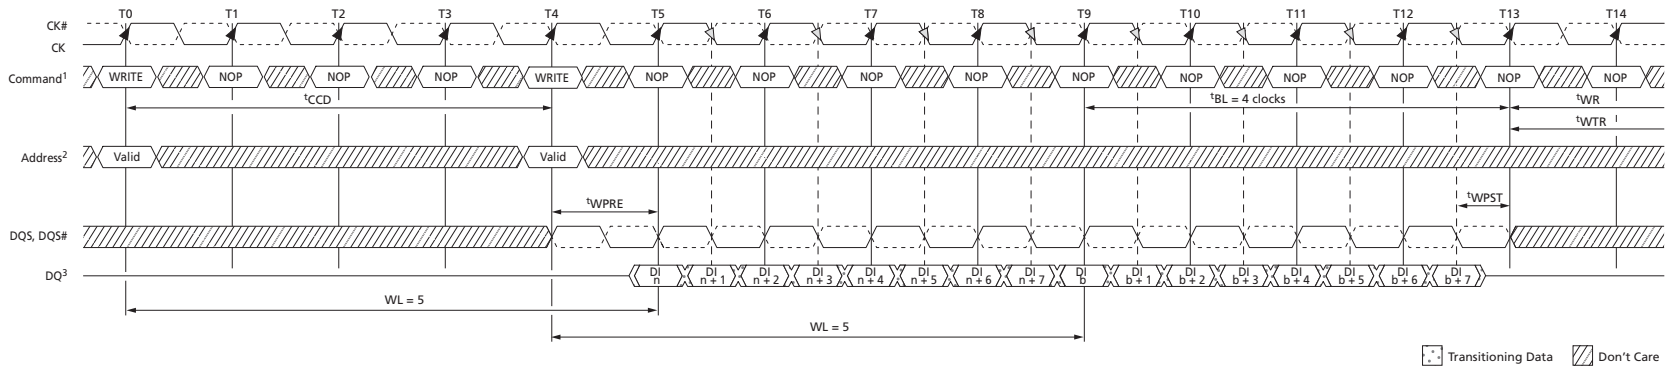 T0 T1 T2 T3 T4 T5 T6 T7 T8 T9 T10 T11 T12 T13 T14
CK#
CK
Command1 WRITE NOP NOP NOP WRITE NOP NOP NOP NOP NOP NOP NOP NOP NOP NOP
tCCD tBL = 4 clocks tWR
tWTR
Address2 Valid Valid
tWPRE tWPST
DQS, DQS#
DQ3 DI n DI n + 1 DI n + 2 DI n + 3 DI n + 4 DI n + 5 DI n + 6 DI n + 7 DI b DI b + 1 DI b + 2 DI b + 3 DI b + 4 DI b + 5 DI b + 6 DI b + 7
WL = 5
WL = 5
Transitioning Data Don't Care